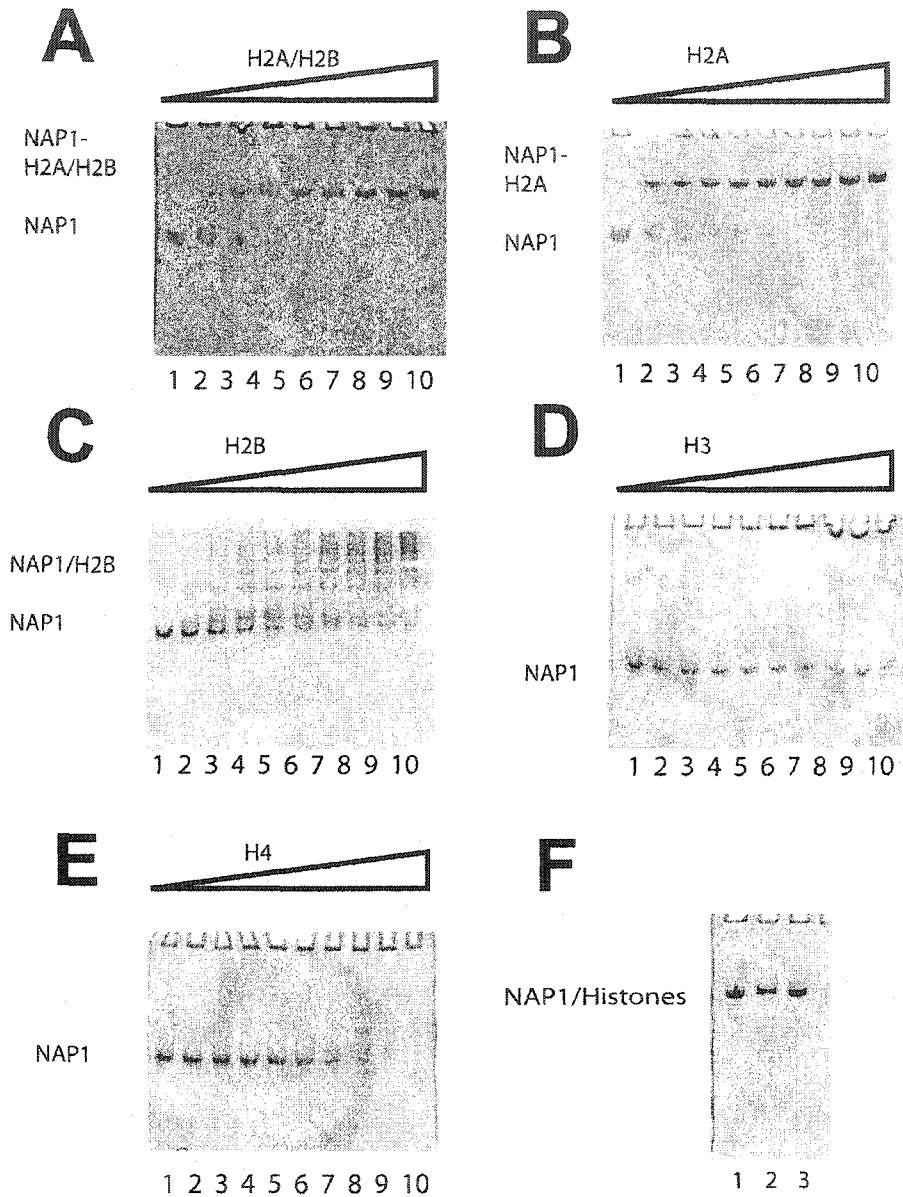 A
H2A/H2B
NAP1-
H2A/H2B
NAP1
1 2 3 4 5 6 7 8 9 10
B
H2A
NAP1-
H2A
NAP1
1 2 3 4 5 6 7 8 9 10
C
H2B
NAP1/H2B
NAP1
1 2 3 4 5 6 7 8 9 10
D
H3
NAP1
1 2 3 4 5 6 7 8 9 10
E
H4
NAP1
1 2 3 4 5 6 7 8 9 10
F
NAP1/Histones
1 2 3